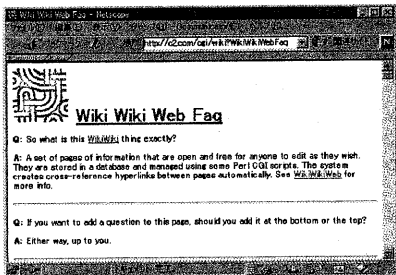 Wiki Wiki Web Faq - Netscape
http://c2.com/cgi/wiki?WikiWikiWebFaq
Wiki Wiki Web Faq
Q: So what is this WikiWiki thing exactly?
A: A set of pages of information that are open and free for anyone to edit as they wish.
They are stored in a database and managed using some Perl CGI scripts. The system
creates cross-reference hyperlinks between pages automatically. See WikiWikiWeb for
more info.
Q: If you want to add a question to this page, should you add it at the bottom or the top?
A: Either way, up to you.